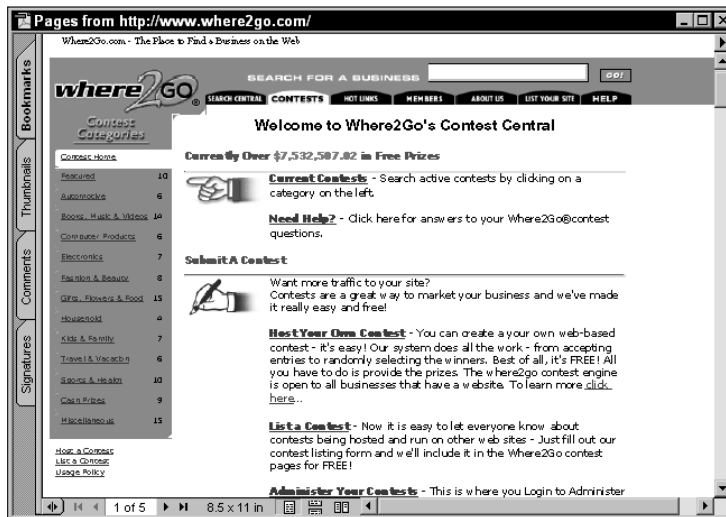 Pages from http://www.where2go.com/
Where2Go.com - The Place to Find a Business on the Web
where2GO®
SEARCH FOR A BUSINESS
GO!
SEARCH CENTRAL
CONTESTS
HOT LINKS
MEMBERS
ABOUT US
LIST YOUR SITE
HELP
Bookmarks
Thumbnails
Comments
Signatures
Contest
Categories
Contest Home
Featured 10
Automotive 6
Books, Music & Videos 14
Computer Products 6
Electronics 7
Fashion & Beauty 8
Gifts, Flowers & Food 15
Household 4
Kids & Family 7
Travel & Vacation 6
Sports & Health 10
Cash Prizes 9
Miscellaneous 15
Host a Contest
List a Contest
Usage Policy
Welcome to Where2Go's Contest Central
Currently Over $7,532,507.02 in Free Prizes
Current Contests - Search active contests by clicking on a
category on the left.
Need Help? - Click here for answers to your Where2Go®contest
questions.
Submit A Contest
Want more traffic to your site?
Contests are a great way to market your business and we've made
it really easy and free!
Host Your Own Contest - You can create a your own web-based
contest - it's easy! Our system does all the work - from accepting
entries to randomly selecting the winners. Best of all, it's FREE! All
you have to do is provide the prizes. The where2go contest engine
is open to all businesses that have a website. To learn more click
here...
List a Contest - Now it is easy to let everyone know about
contests being hosted and run on other web sites - Just fill out our
contest listing form and we'll include it in the Where2Go contest
pages for FREE!
Administer Your Contests - This is where you Login to Administer
1 of 5
8.5 x 11 in